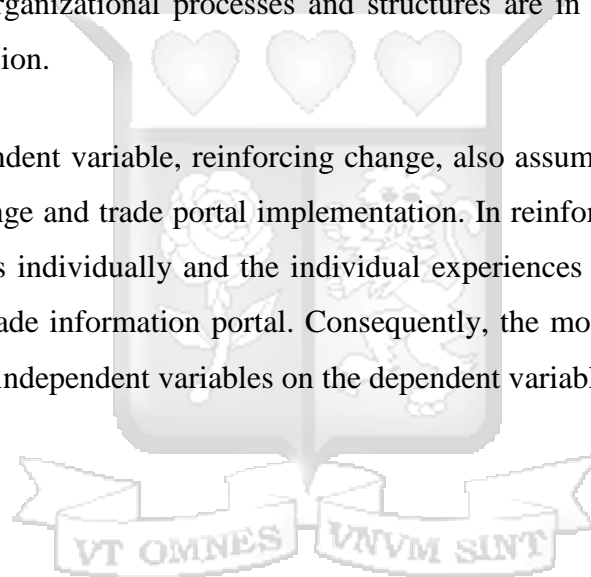 rganizational processes and structures are in
ion.
ndent variable, reinforcing change, also assum
nge and trade portal implementation. In reinfor
s individually and the individual experiences
ade information portal. Consequently, the mo
independent variables on the dependent variabl
VT OMNES VNVM SINT